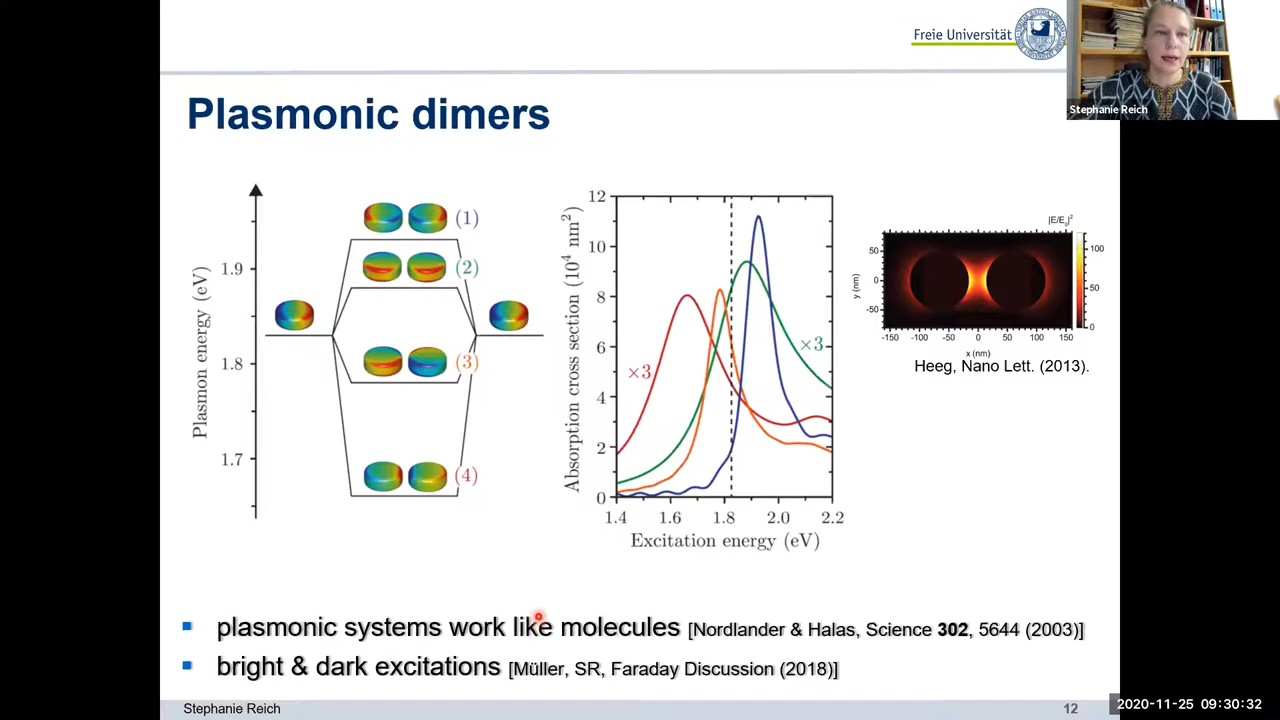 Freie Universität
Stephanie Reich
Plasmonic dimers
Plasmon energy (eV)
1.9
1.8
1.7
(1)
(2)
(3)
(4)
Absorption cross section (10⁴ nm²)
12
10
8
6
4
2
0
×3
×3
1.4 1.6 1.8 2.0 2.2
Excitation energy (eV)
|E/E₀|²
y (nm)
50
0
-50
100
50
0
-150 -100 -50 0 50 100 150
x (nm)
Heeg, Nano Lett. (2013).
▪ plasmonic systems work like molecules [Nordlander & Halas, Science 302, 5644 (2003)]
▪ bright & dark excitations [Müller, SR, Faraday Discussion (2018)]
Stephanie Reich
12
2020-11-25 09:30:32